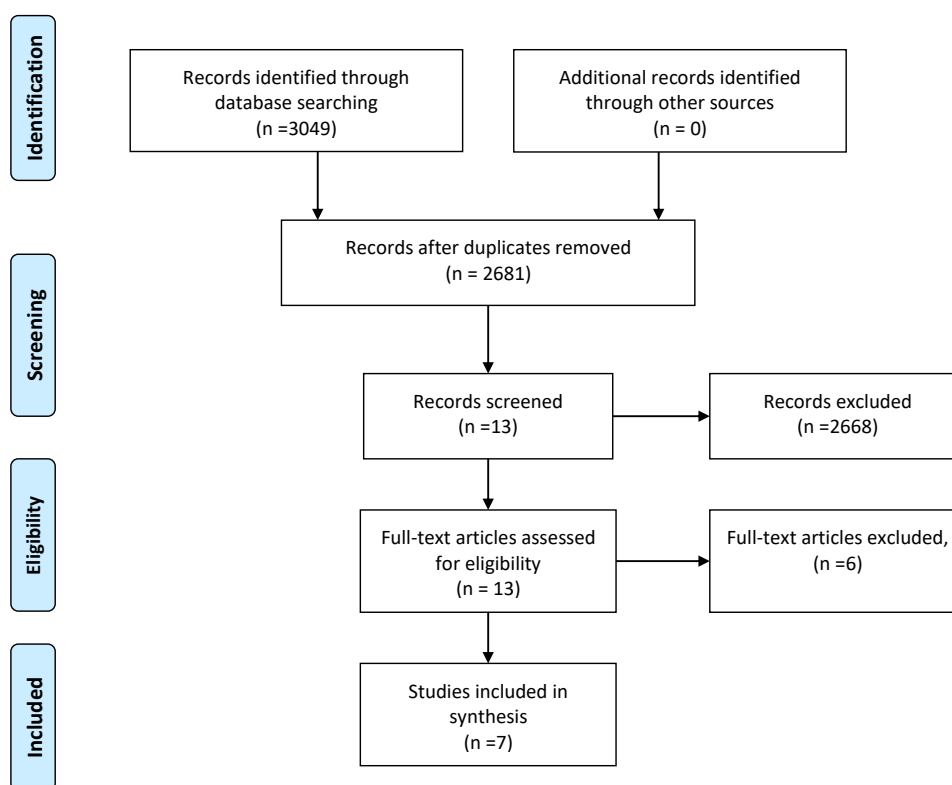 Identification
Records identified through
database searching
(n =3049)
Additional records identified
through other sources
(n = 0)
Records after duplicates removed
(n = 2681)
Screening
Records screened
(n =13)
Records excluded
(n =2668)
Eligibility
Full-text articles assessed
for eligibility
(n = 13)
Full-text articles excluded,
(n =6)
Included
Studies included in
synthesis
(n =7)